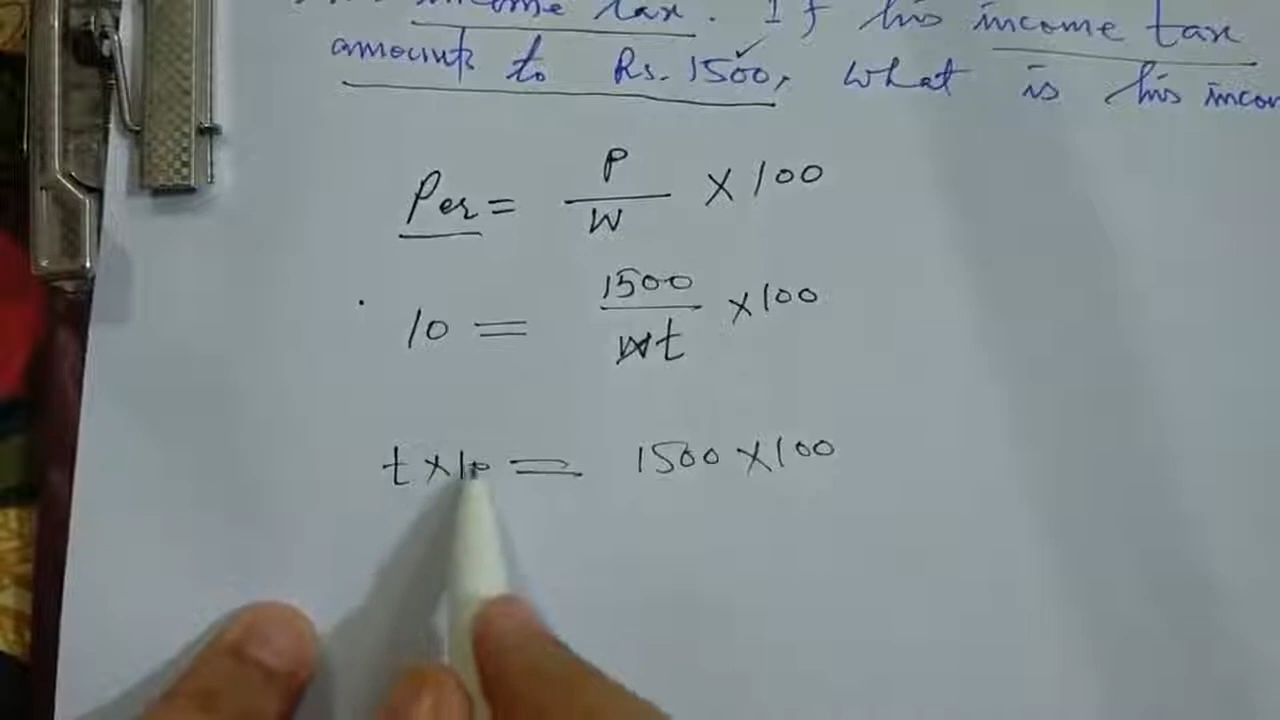 income tax. If his income tax
amounts to Rs. 1500, what is his incom
Per = P/W × 100
10 = 1500/t × 100
t × 10 = 1500 × 100